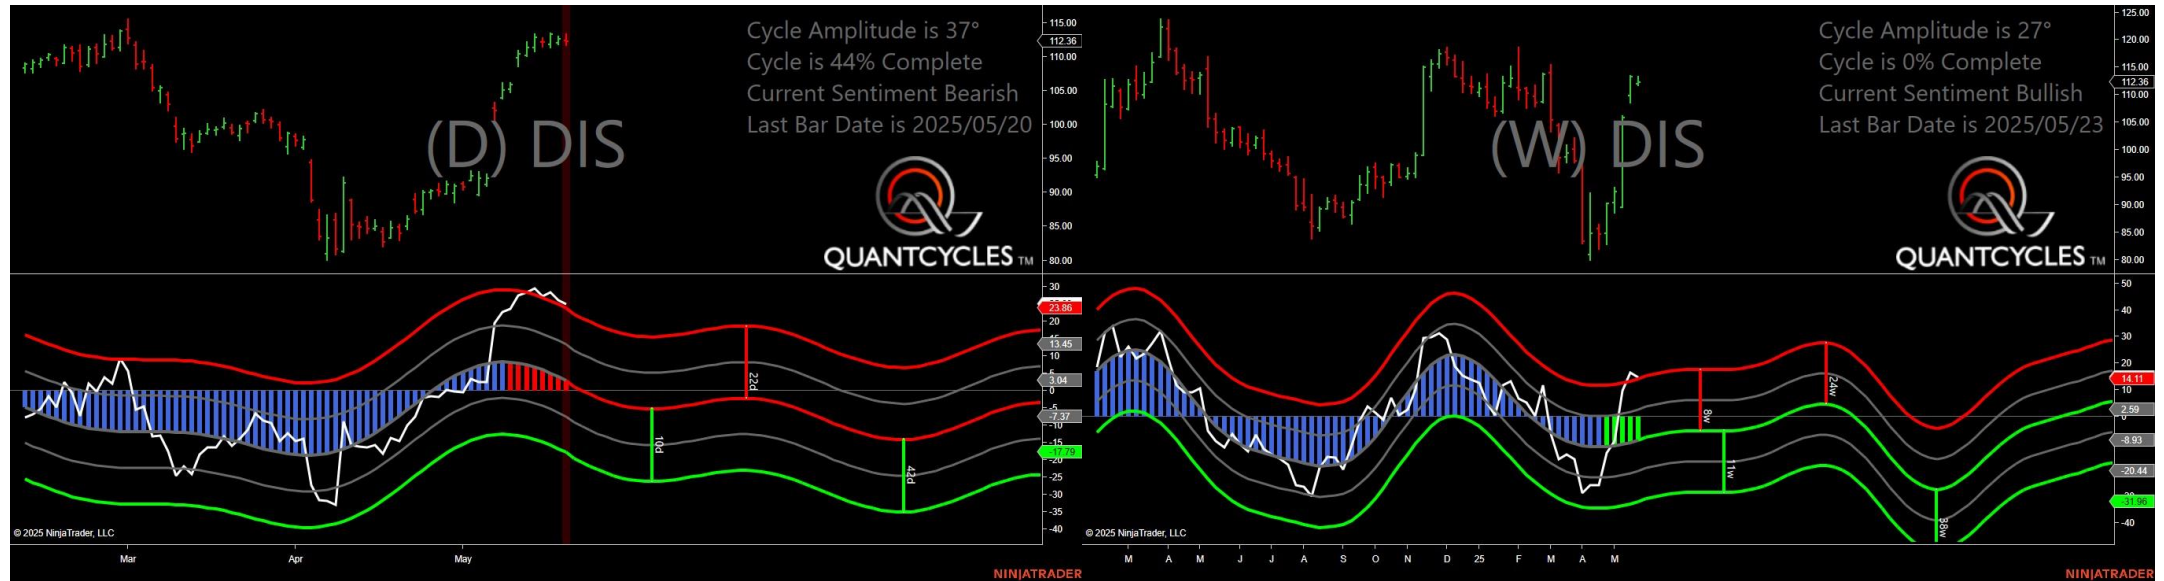 Cycle Amplitude is 37°
Cycle is 44% Complete
Current Sentiment Bearish
Last Bar Date is 2025/05/20
(D) DIS
QUANTCYCLES TM
115.00
112.36
110.00
105.00
100.00
95.00
90.00
85.00
80.00
30
23.86
20
13.45
10
5
3.04
0
-5
-7.37
-10
-15
-17.79
-20
-25
-30
-35
-40
22d
10d
42d
© 2025 NinjaTrader, LLC
Mar Apr May
NINJATRADER
Cycle Amplitude is 27°
Cycle is 0% Complete
Current Sentiment Bullish
Last Bar Date is 2025/05/23
(W) DIS
QUANTCYCLES TM
125.00
120.00
115.00
112.36
110.00
105.00
100.00
95.00
90.00
85.00
80.00
50
40
30
20
14.11
10
2.59
0
-8.93
-20.44
-31.96
-40
8w
24w
11w
38w
© 2025 NinjaTrader, LLC
M A M J J A S O N D 25 F M A M
NINJATRADER